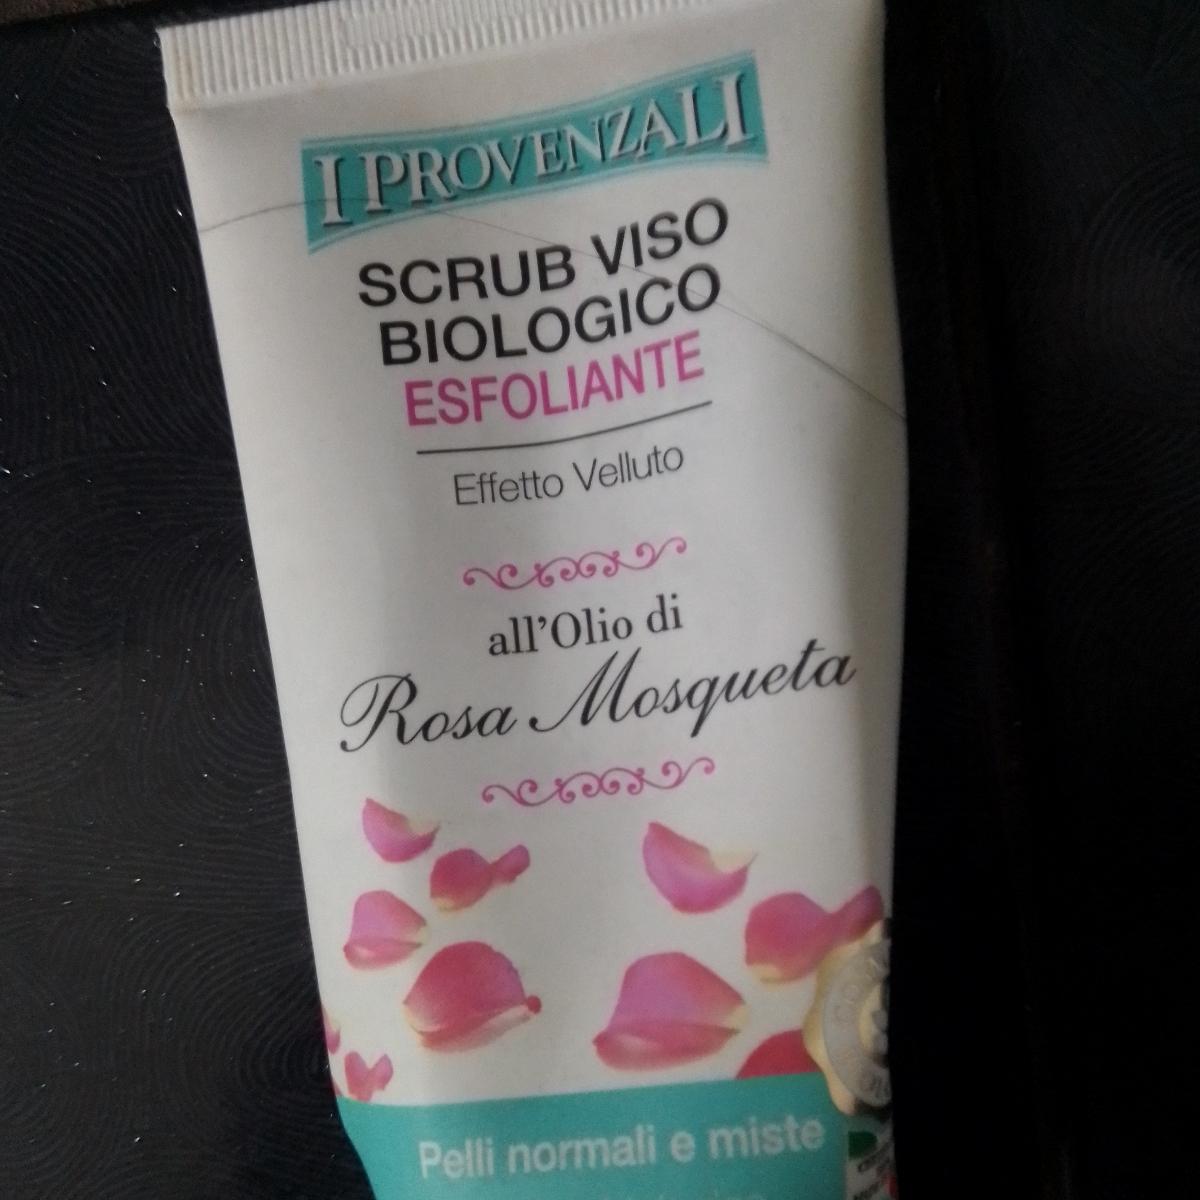 I PROVENZALI
SCRUB VISO
BIOLOGICO
ESFOLIANTE
Effetto Velluto
all'Olio di
Rosa Mosqueta
Pelli normali e miste